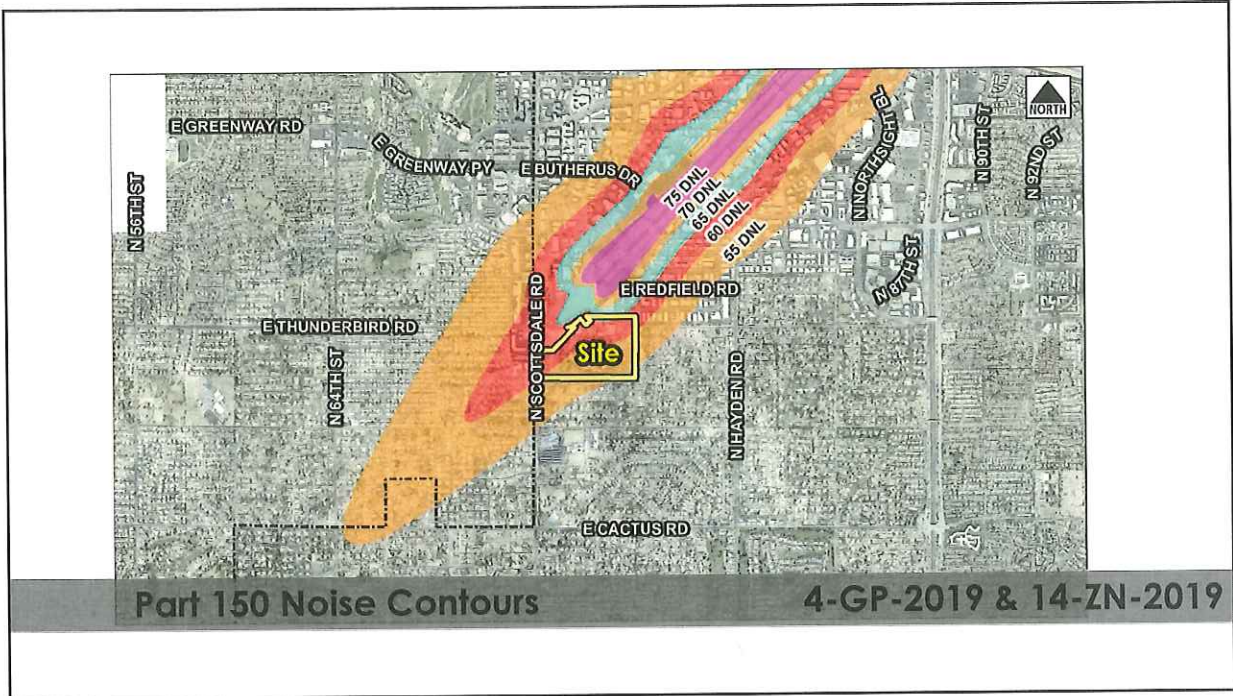 NORTH
E GREENWAY RD
E GREENWAY PY
E BUTHERUS DR
N NORTHSIGHT BL
N 90TH ST
N 92ND ST
N 56TH ST
75 DNL
70 DNL
65 DNL
60 DNL
55 DNL
N 87TH ST
E REDFIELD RD
N SCOTTSDALE RD
E THUNDERBIRD RD
Site
N 64TH ST
N HAYDEN RD
E CACTUS RD
Part 150 Noise Contours
4-GP-2019 & 14-ZN-2019